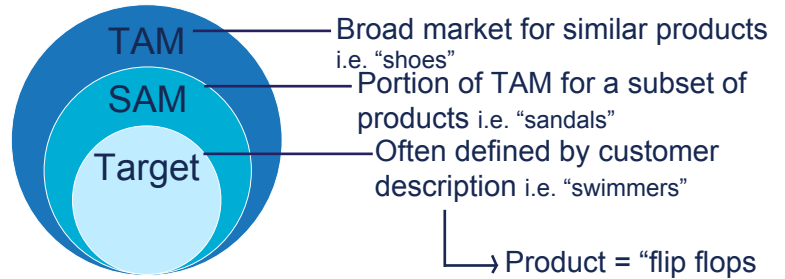 TAM
Broad market for similar products
i.e. “shoes”
SAM
Portion of TAM for a subset of
products i.e. “sandals”
Target
Often defined by customer
description i.e. “swimmers”
Product = “flip flops